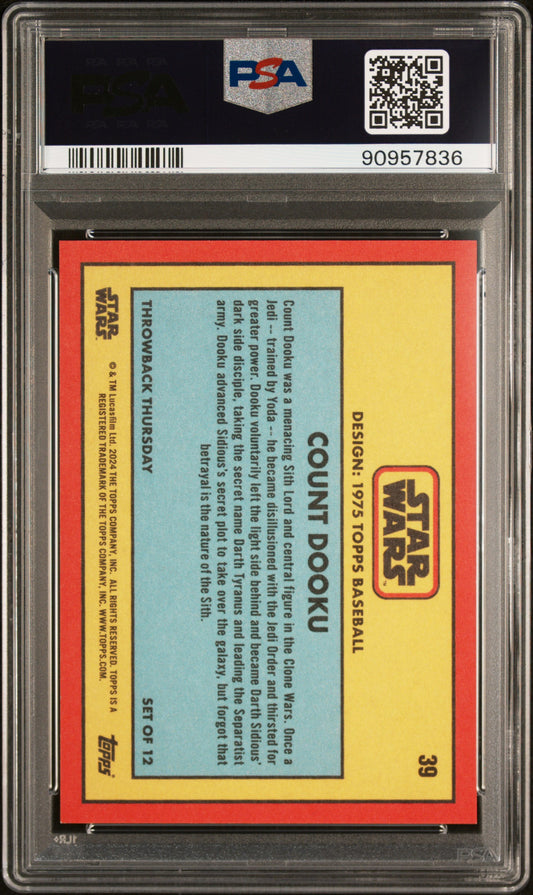 PSA
90957836
STAR
WARS
™
DESIGN: 1975 TOPPS BASEBALL
39
COUNT DOOKU
Count Dooku was a menacing Sith Lord and central figure in the Clone Wars. Once a
Jedi -- trained by Yoda -- he became disillusioned with the Jedi Order and thirsted for
greater power. Dooku voluntarily left the light side behind and became Darth Sidious'
dark side disciple, taking the secret name Darth Tyranus and leading the Separatist
army. Dooku advanced Sidious's secret plot to take over the galaxy, but forgot that
betrayal is the nature of the Sith.
THROWBACK THURSDAY
SET OF 12
STAR
WARS
© & TM Lucasfilm Ltd. 2024 THE TOPPS COMPANY, INC. ALL RIGHTS RESERVED. TOPPS IS A
REGISTERED TRADEMARK OF THE TOPPS COMPANY, INC. WWW.TOPPS.COM.
topps
PSA